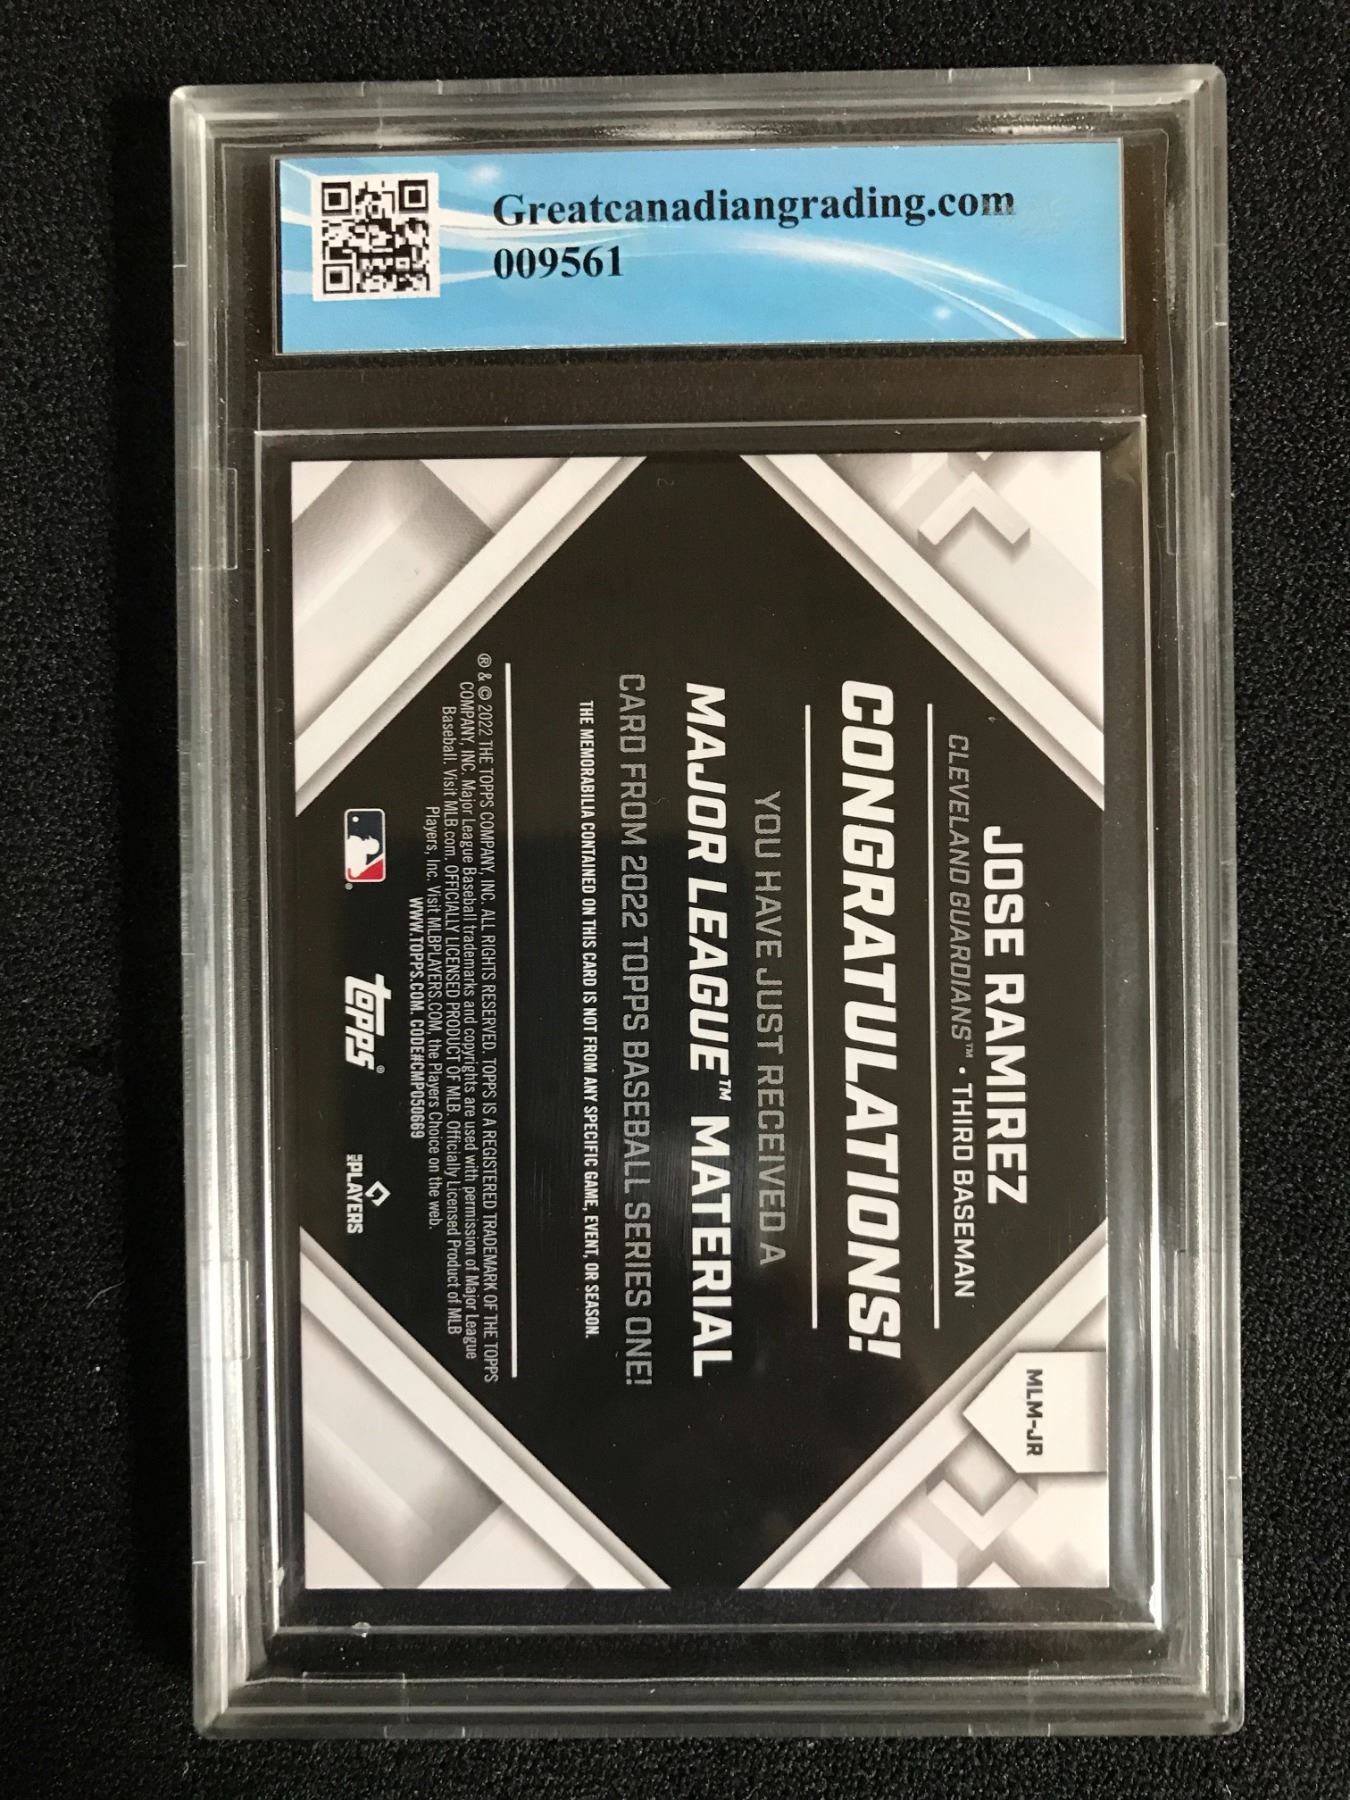 Greatcanadiangrading.com
009561
JOSE RAMIREZ
CLEVELAND GUARDIANS™ • THIRD BASEMAN
MLM-JR
CONGRATULATIONS!
YOU HAVE JUST RECEIVED A
MAJOR LEAGUE™ MATERIAL
CARD FROM 2022 TOPPS BASEBALL SERIES ONE!
THE MEMORABILIA CONTAINED ON THIS CARD IS NOT FROM ANY SPECIFIC GAME, EVENT, OR SEASON.
® & © 2022 THE TOPPS COMPANY, INC. ALL RIGHTS RESERVED. TOPPS IS A REGISTERED TRADEMARK OF THE TOPPS
COMPANY, INC. Major League Baseball trademarks and copyrights are used with permission of Major League
Baseball. Visit MLB.com. OFFICIALLY LICENSED PRODUCT OF MLB. Officially Licensed Product of MLB
Players, Inc. Visit MLBPLAYERS.COM, the Players Choice on the web.
WWW.TOPPS.COM. CODE#CMP050669
topps®
PLAYERS